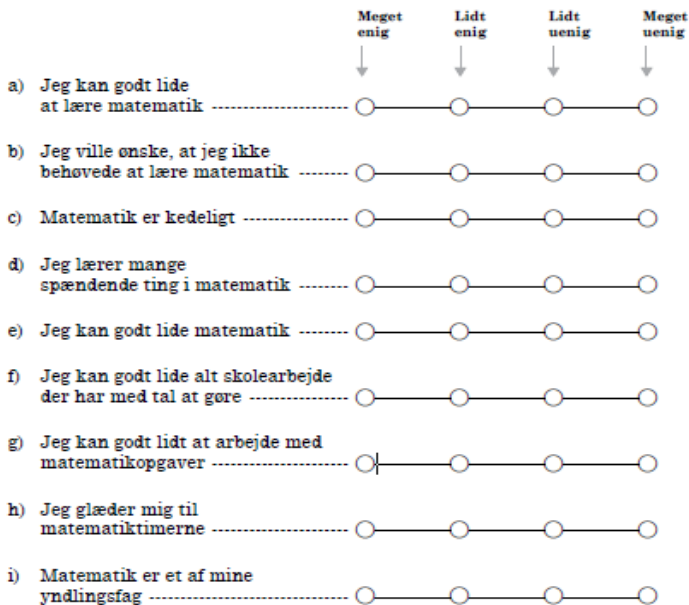 Meget enig
Lidt enig
Lidt uenig
Meget uenig
a) Jeg kan godt lide
at lære matematik
b) Jeg ville ønske, at jeg ikke
behøvede at lære matematik
c) Matematik er kedeligt
d) Jeg lærer mange
spændende ting i matematik
e) Jeg kan godt lide matematik
f) Jeg kan godt lide alt skolearbejde
der har med tal at gøre
g) Jeg kan godt lidt at arbejde med
matematikopgaver
h) Jeg glæder mig til
matematiktimerne
i) Matematik er et af mine
yndlingsfag